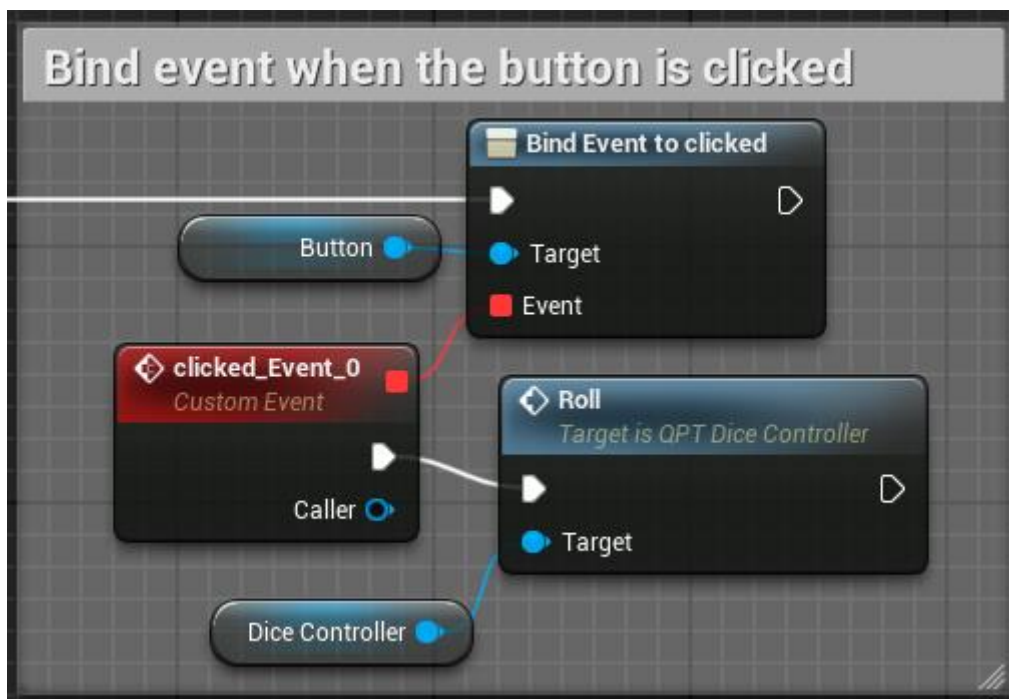 Bind event when the button is clicked
Bind Event to clicked
Button
Target
Event
clicked_Event_0
Custom Event
Caller
Roll
Target is QPT Dice Controller
Target
Dice Controller